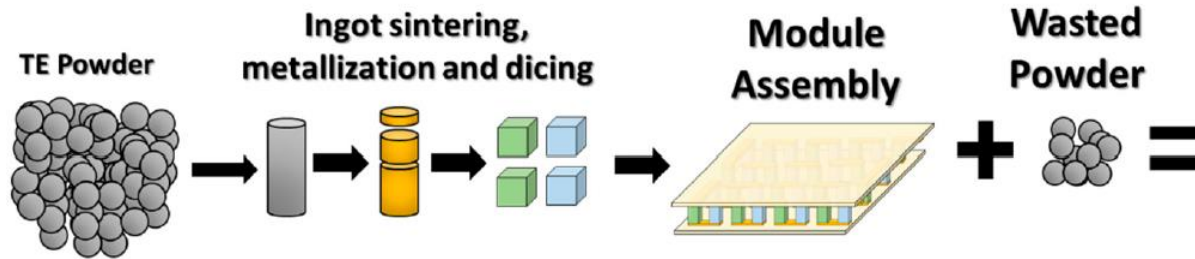 TE Powder
Ingot sintering,
metallization and dicing
Module
Assembly
+
Wasted
Powder
=